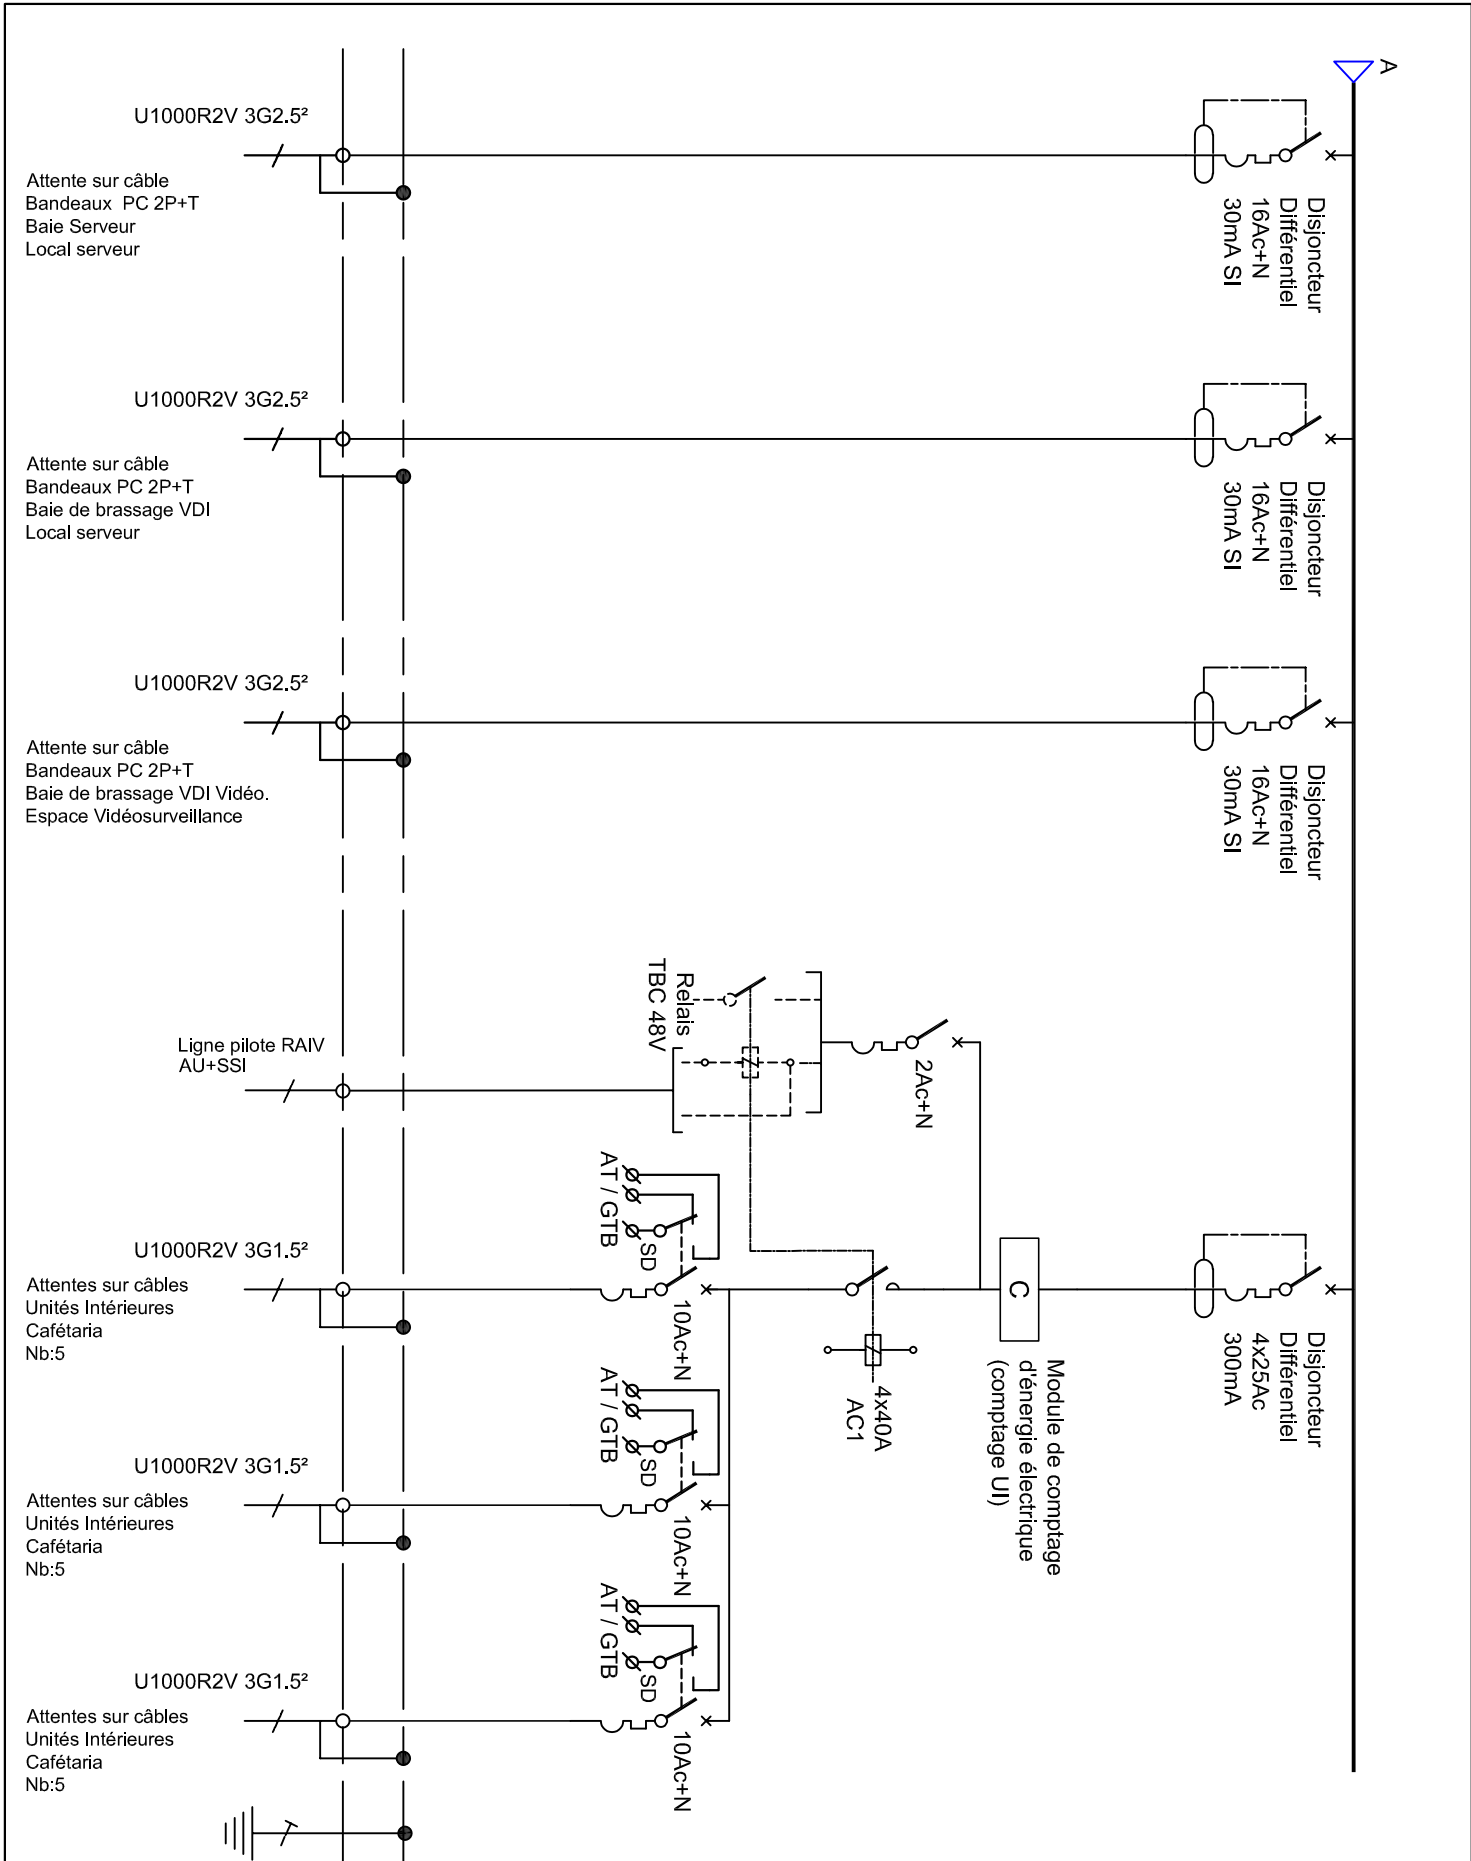 A
U1000R2V 3G2.5²
Attente sur câble
Bandeaux  PC 2P+T
Baie Serveur
Local serveur
Disjoncteur
Différentiel
16Ac+N
30mA SI
U1000R2V 3G2.5²
Attente sur câble
Bandeaux PC 2P+T
Baie de brassage VDI
Local serveur
Disjoncteur
Différentiel
16Ac+N
30mA SI
U1000R2V 3G2.5²
Attente sur câble
Bandeaux PC 2P+T
Baie de brassage VDI Vidéo.
Espace Vidéosurveillance
Disjoncteur
Différentiel
16Ac+N
30mA SI
Ligne pilote RAIV
AU+SSI
Relais
TBC 48V
2Ac+N
U1000R2V 3G1.5²
Attentes sur câbles
Unités Intérieures
Cafétaria
Nb:5
AT / GTB
SD
10Ac+N
4x40A
AC1
C
Module de comptage
d'énergie électrique
(comptage UI)
Disjoncteur
Différentiel
4x25Ac
300mA
U1000R2V 3G1.5²
Attentes sur câbles
Unités Intérieures
Cafétaria
Nb:5
AT / GTB
SD
10Ac+N
U1000R2V 3G1.5²
Attentes sur câbles
Unités Intérieures
Cafétaria
Nb:5
AT / GTB
SD
10Ac+N